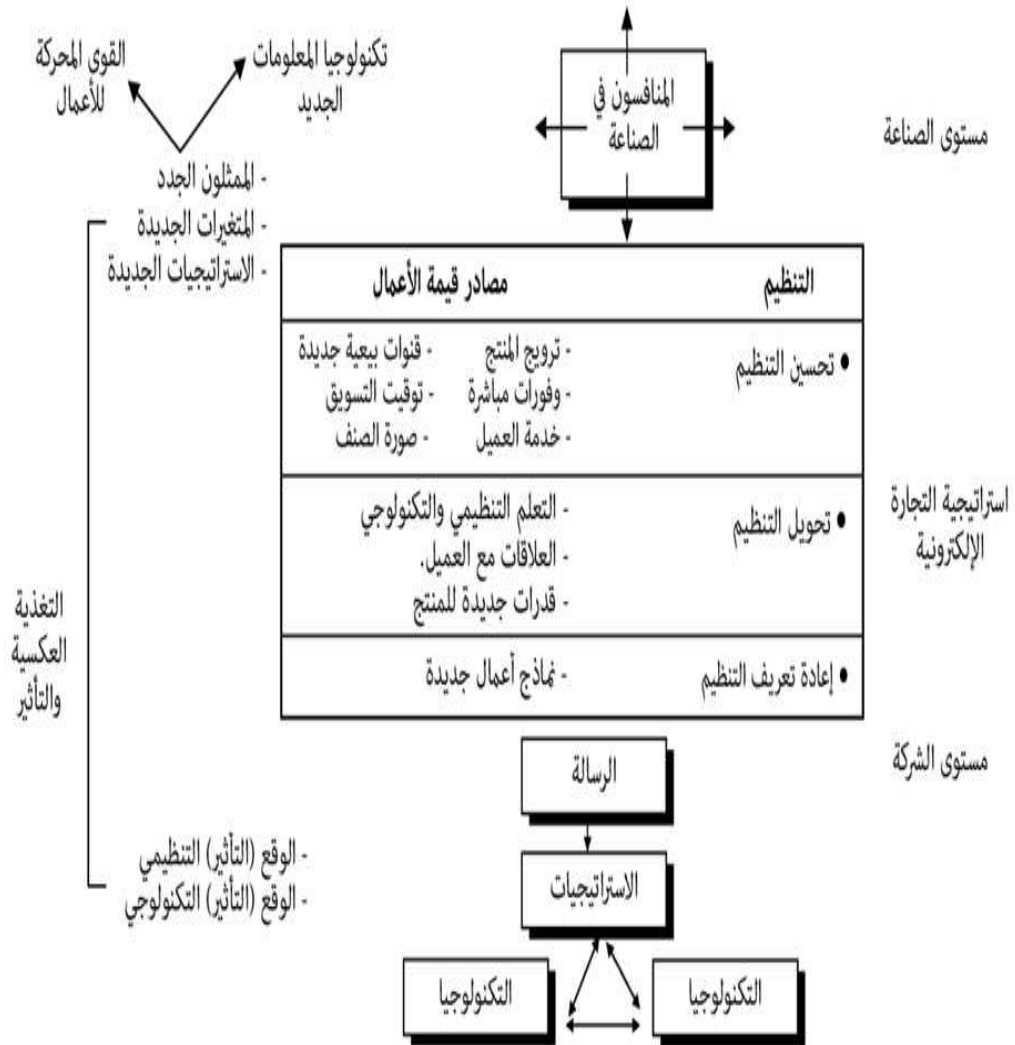 القوى المحركة
للأعمال
تكنولوجيا المعلومات
الجديد
المنافسون في
الصناعة
مستوى الصناعة
- الممثلون الجدد
- المتغيرات الجديدة
- الاستراتيجيات الجديدة
التنظيم
مصادر قيمة الأعمال
• تحسين التنظيم
- ترويج المنتج
- قنوات بيعية جديدة
- وفورات مباشرة
- توقيت التسويق
- خدمة العميل
- صورة الصنف
استراتيجية التجارة
الإلكترونية
• تحويل التنظيم
- التعلم التنظيمي والتكنولوجي
- العلاقات مع العميل.
- قدرات جديدة للمنتج
التغذية
العكسية
والتأثير
• إعادة تعريف التنظيم
- نماذج أعمال جديدة
مستوى الشركة
الرسالة
الاستراتيجيات
- الوقع (التأثير) التنظيمي
- الوقع (التأثير) التكنولوجي
التكنولوجيا
التكنولوجيا